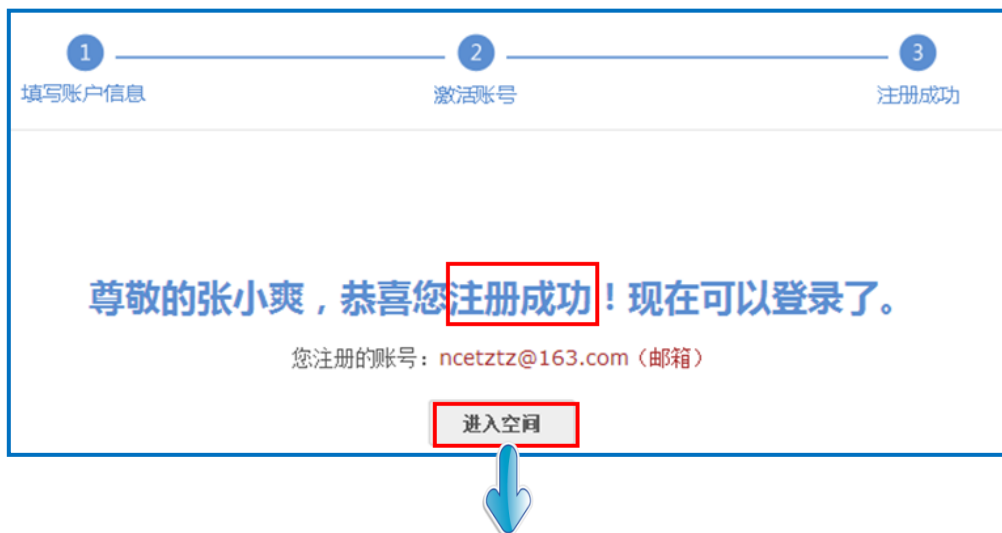 1 2 3
填写账户信息 激活账号 注册成功
尊敬的张小爽，恭喜您注册成功！现在可以登录了。
您注册的账号：ncetztz@163.com（邮箱）
进入空间